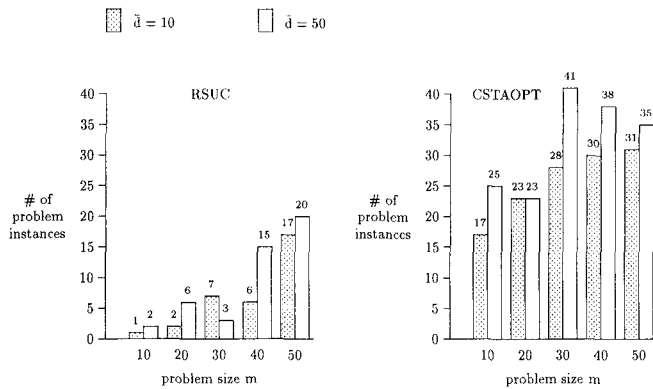 d̄ = 10
d̄ = 50
RSUC
40
35
30
25
20
15
10
5
0
# of
problem
instances
1 2 2 6 7 3 6 15 17 20
10 20 30 40 50
problem size m
CSTAOPT
40
35
30
25
20
15
10
5
0
# of
problem
instances
17 25 23 23 28 41 30 38 31 35
10 20 30 40 50
problem size m